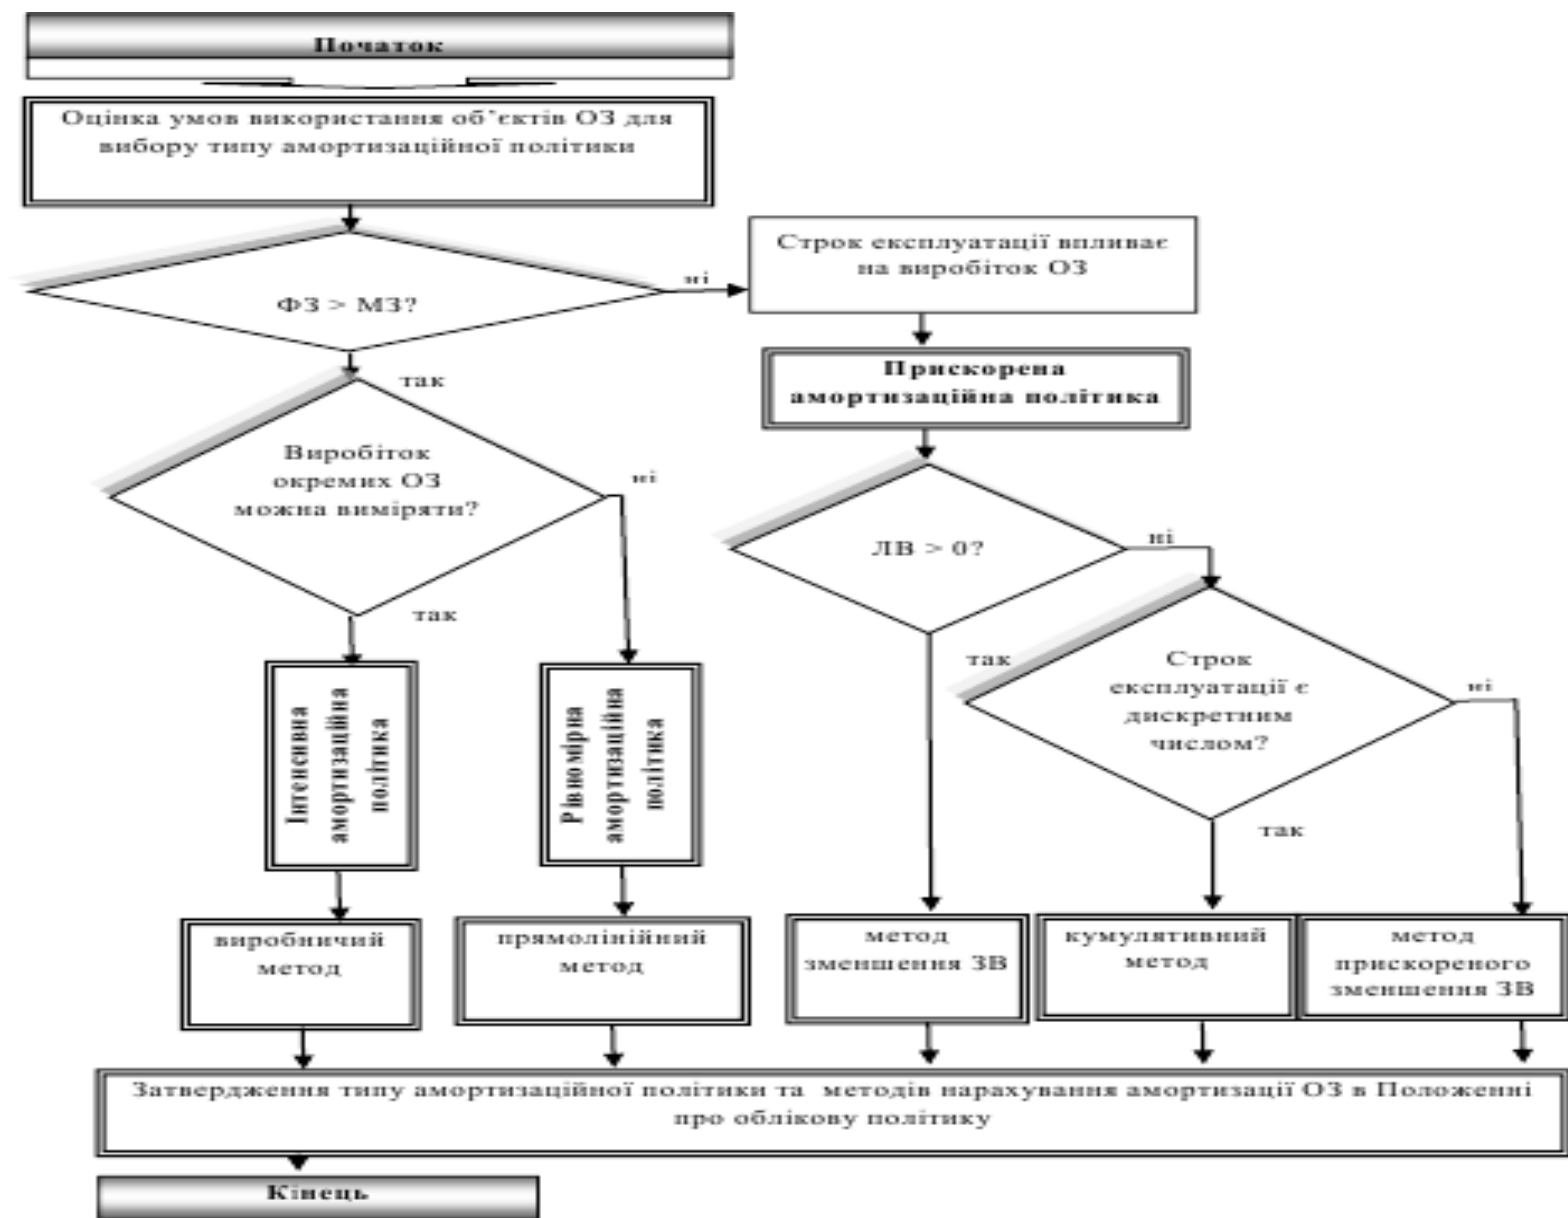 Початок
Оцінка умов використання об’єктів ОЗ для
вибору типу амортизаційної політики
ФЗ > МЗ?
ні
Строк експлуатації впливає
на виробіток ОЗ
так
Прискорена
амортизаційна політика
Виробіток
окремих ОЗ
можна виміряти?
ні
так
ЛВ > 0?
ні
так
Строк
експлуатації є
дискретним
числом?
ні
так
Інтенсивна
амортизаційна
політика
Рівномірна
амортизаційна
політика
виробничий
метод
прямолінійний
метод
метод
зменшення ЗВ
кумулятивний
метод
метод
прискореного
зменшення ЗВ
Затвердження типу амортизаційної політики та методів нарахування амортизації ОЗ в Положенні
про облікову політику
Кінець